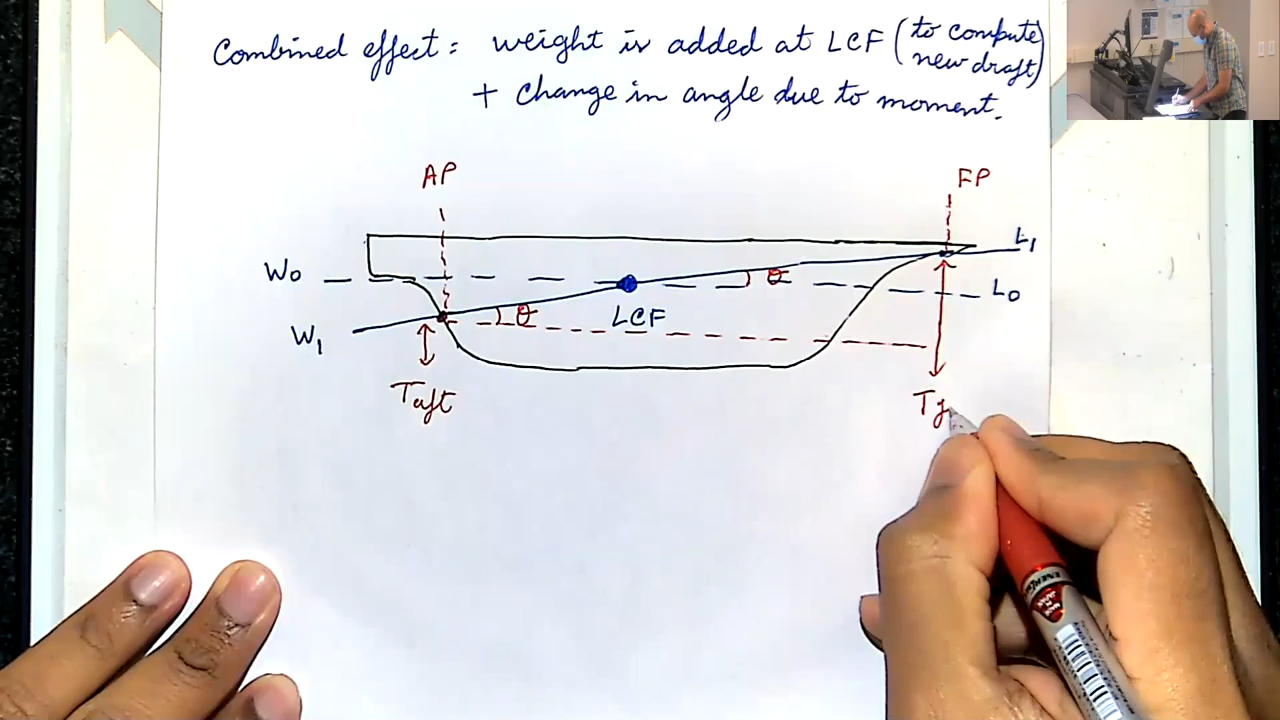 Combined effect: weight is added at LCF (to compute
new draft)
+ change in angle due to moment.
AP
FP
L1
W0
θ
L0
θ
LCF
W1
Taft
Tf